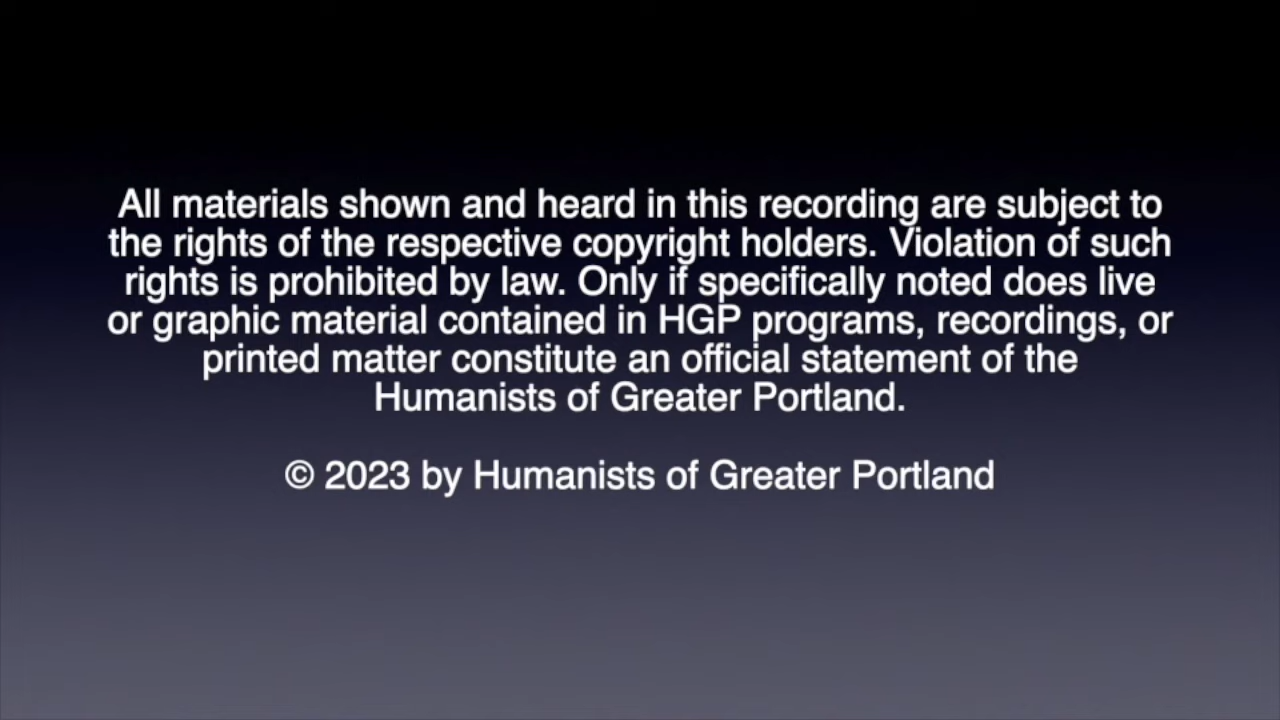 All materials shown and heard in this recording are subject to
the rights of the respective copyright holders. Violation of such
rights is prohibited by law. Only if specifically noted does live
or graphic material contained in HGP programs, recordings, or
printed matter constitute an official statement of the
Humanists of Greater Portland.
© 2023 by Humanists of Greater Portland